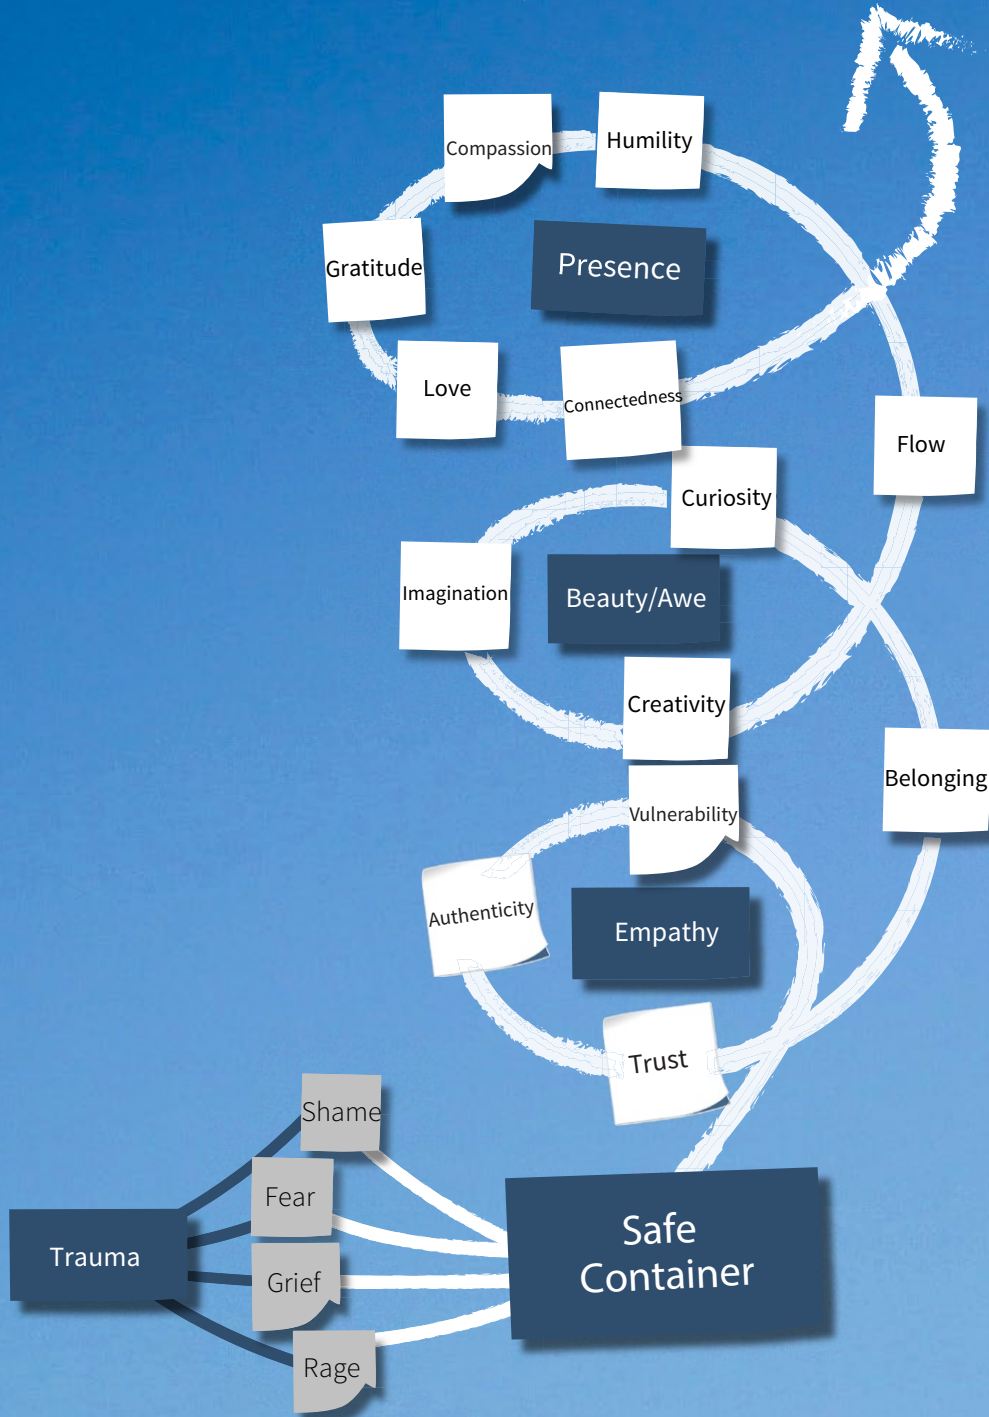 Compassion
Humility
Gratitude
Presence
Love
Connectedness
Flow
Curiosity
Imagination
Beauty/Awe
Creativity
Belonging
Vulnerability
Authenticity
Empathy
Trust
Shame
Fear
Trauma
Grief
Rage
Safe
Container